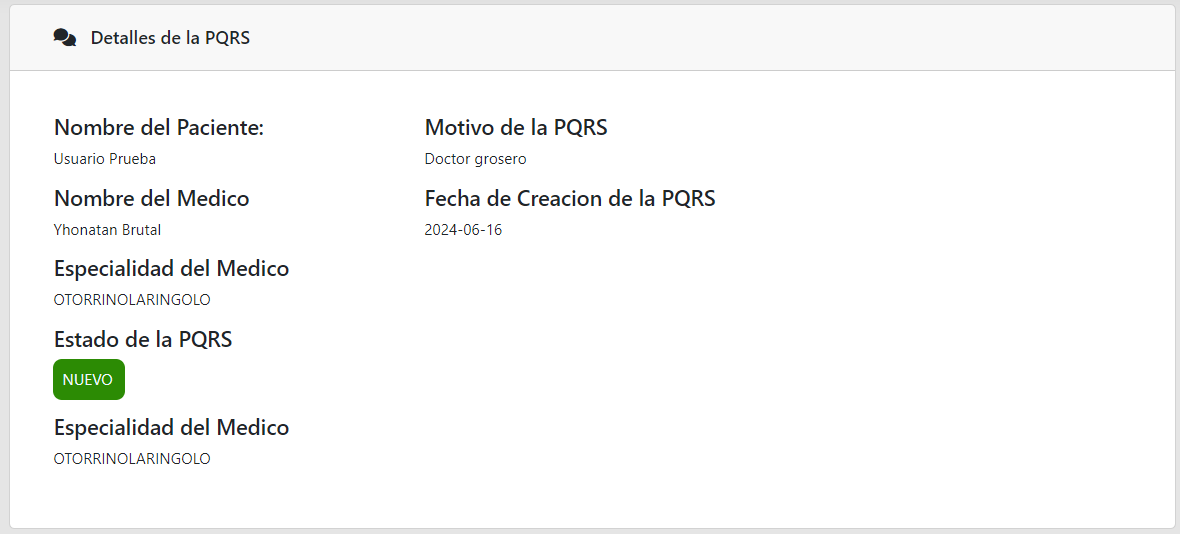 Detalles de la PQRS
Nombre del Paciente:
Usuario Prueba
Nombre del Medico
Yhonatan Brutal
Especialidad del Medico
OTORRINOLARINGOLO
Estado de la PQRS
NUEVO
Especialidad del Medico
OTORRINOLARINGOLO
Motivo de la PQRS
Doctor grosero
Fecha de Creacion de la PQRS
2024-06-16